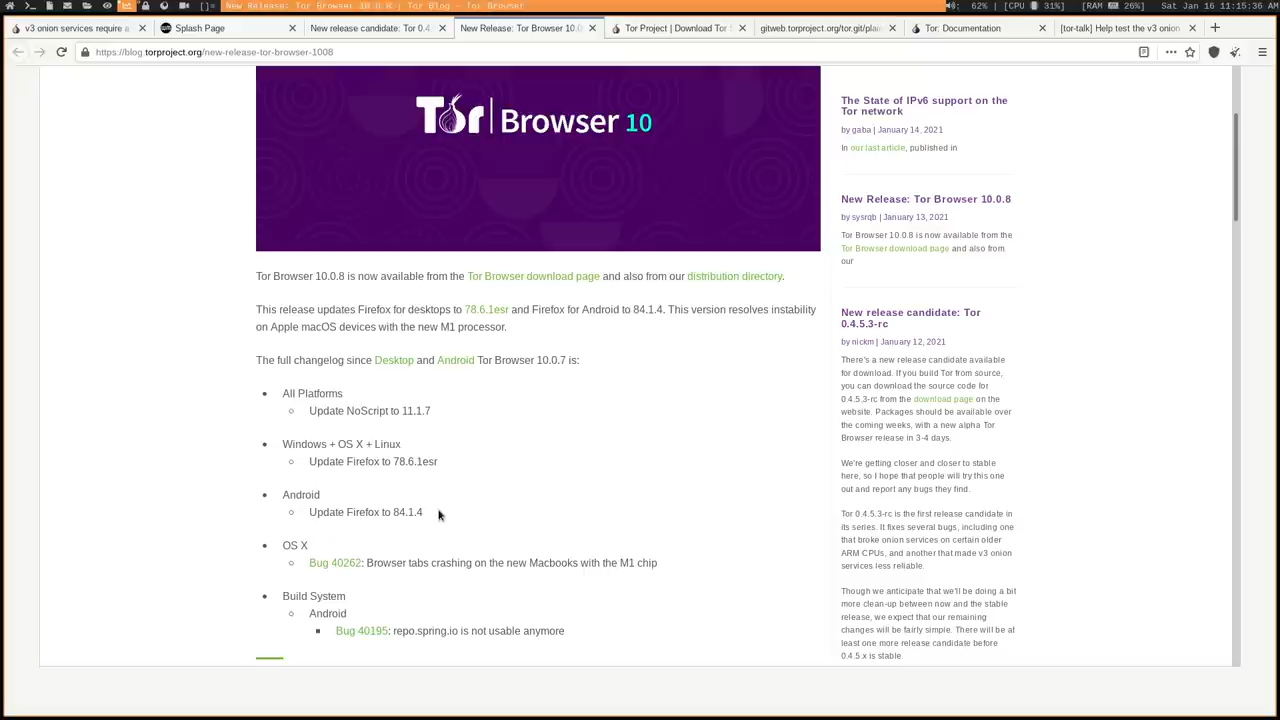 []= New Release: Tor Browser 10.0.8 | Tor Blog — Tor Browser 62% | [CPU 31%] [RAM 26%] Sat Jan 16 11:15:36 AM
v3 onion services require a Splash Page New release candidate: Tor 0.4. New Release: Tor Browser 10.0 Tor Project | Download Tor S gitweb.torproject.org/tor.git/plain Tor: Documentation [tor-talk] Help test the v3 onion
https://blog.torproject.org/new-release-tor-browser-1008
Tor Browser 10
Tor Browser 10.0.8 is now available from the Tor Browser download page and also from our distribution directory.
This release updates Firefox for desktops to 78.6.1esr and Firefox for Android to 84.1.4. This version resolves instability
on Apple macOS devices with the new M1 processor.
The full changelog since Desktop and Android Tor Browser 10.0.7 is:
• All Platforms
○ Update NoScript to 11.1.7
• Windows + OS X + Linux
○ Update Firefox to 78.6.1esr
• Android
○ Update Firefox to 84.1.4
• OS X
○ Bug 40262: Browser tabs crashing on the new Macbooks with the M1 chip
• Build System
○ Android
▪ Bug 40195: repo.spring.io is not usable anymore
The State of IPv6 support on the
Tor network
by gaba | January 14, 2021
In our last article, published in
New Release: Tor Browser 10.0.8
by sysrqb | January 13, 2021
Tor Browser 10.0.8 is now available from the
Tor Browser download page and also from
our
New release candidate: Tor
0.4.5.3-rc
by nickm | January 12, 2021
There's a new release candidate available
for download. If you build Tor from source,
you can download the source code for
0.4.5.3-rc from the download page on the
website. Packages should be available over
the coming weeks, with a new alpha Tor
Browser release in 3-4 days.
We're getting closer and closer to stable
here, so I hope that people will try this one
out and report any bugs they find.
Tor 0.4.5.3-rc is the first release candidate in
its series. It fixes several bugs, including one
that broke onion services on certain older
ARM CPUs, and another that made v3 onion
services less reliable.
Though we anticipate that we'll be doing a bit
more clean-up between now and the stable
release, we expect that our remaining
changes will be fairly simple. There will be at
least one more release candidate before
0.4.5.x is stable.